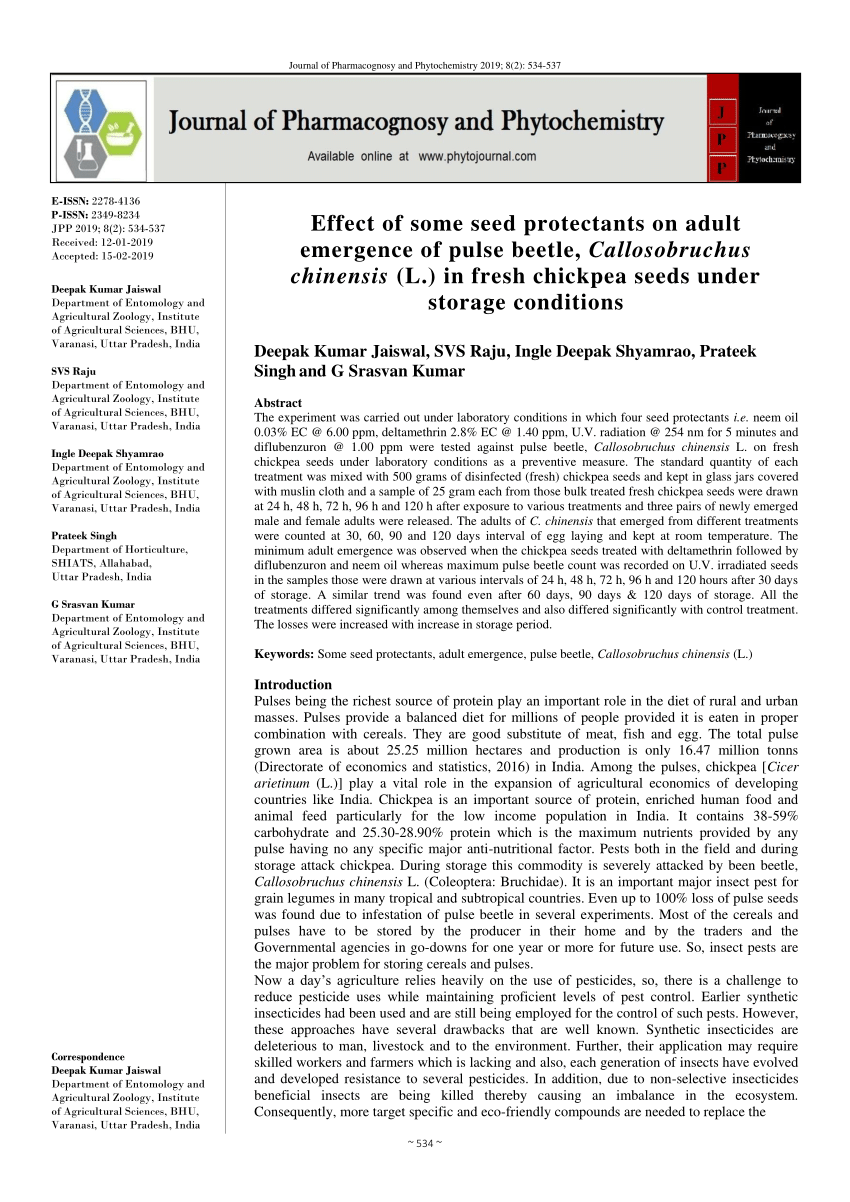 Journal of Pharmacognosy and Phytochemistry 2019; 8(2): 534-537
Journal of Pharmacognosy and Phytochemistry
Available online at www.phytojournal.com
J
P
P
Journal
of
Pharmacognosy
and
Phytochemistry
E-ISSN: 2278-4136
P-ISSN: 2349-8234
JPP 2019; 8(2): 534-537
Received: 12-01-2019
Accepted: 15-02-2019
Deepak Kumar Jaiswal
Department of Entomology and
Agricultural Zoology, Institute
of Agricultural Sciences, BHU,
Varanasi, Uttar Pradesh, India
SVS Raju
Department of Entomology and
Agricultural Zoology, Institute
of Agricultural Sciences, BHU,
Varanasi, Uttar Pradesh, India
Ingle Deepak Shyamrao
Department of Entomology and
Agricultural Zoology, Institute
of Agricultural Sciences, BHU,
Varanasi, Uttar Pradesh, India
Prateek Singh
Department of Horticulture,
SHIATS, Allahabad,
Uttar Pradesh, India
G Srasvan Kumar
Department of Entomology and
Agricultural Zoology, Institute
of Agricultural Sciences, BHU,
Varanasi, Uttar Pradesh, India
Correspondence
Deepak Kumar Jaiswal
Department of Entomology and
Agricultural Zoology, Institute
of Agricultural Sciences, BHU,
Varanasi, Uttar Pradesh, India
Effect of some seed protectants on adult
emergence of pulse beetle, Callosobruchus
chinensis (L.) in fresh chickpea seeds under
storage conditions
Deepak Kumar Jaiswal, SVS Raju, Ingle Deepak Shyamrao, Prateek
Singh and G Srasvan Kumar
Abstract
The experiment was carried out under laboratory conditions in which four seed protectants i.e. neem oil
0.03% EC @ 6.00 ppm, deltamethrin 2.8% EC @ 1.40 ppm, U.V. radiation @ 254 nm for 5 minutes and
diflubenzuron @ 1.00 ppm were tested against pulse beetle, Callosobruchus chinensis L. on fresh
chickpea seeds under laboratory conditions as a preventive measure. The standard quantity of each
treatment was mixed with 500 grams of disinfected (fresh) chickpea seeds and kept in glass jars covered
with muslin cloth and a sample of 25 gram each from those bulk treated fresh chickpea seeds were drawn
at 24 h, 48 h, 72 h, 96 h and 120 h after exposure to various treatments and three pairs of newly emerged
male and female adults were released. The adults of C. chinensis that emerged from different treatments
were counted at 30, 60, 90 and 120 days interval of egg laying and kept at room temperature. The
minimum adult emergence was observed when the chickpea seeds treated with deltamethrin followed by
diflubenzuron and neem oil whereas maximum pulse beetle count was recorded on U.V. irradiated seeds
in the samples those were drawn at various intervals of 24 h, 48 h, 72 h, 96 h and 120 hours after 30 days
of storage. A similar trend was found even after 60 days, 90 days & 120 days of storage. All the
treatments differed significantly among themselves and also differed significantly with control treatment.
The losses were increased with increase in storage period.
Keywords: Some seed protectants, adult emergence, pulse beetle, Callosobruchus chinensis (L.)
Introduction
Pulses being the richest source of protein play an important role in the diet of rural and urban
masses. Pulses provide a balanced diet for millions of people provided it is eaten in proper
combination with cereals. They are good substitute of meat, fish and egg. The total pulse
grown area is about 25.25 million hectares and production is only 16.47 million tonns
(Directorate of economics and statistics, 2016) in India. Among the pulses, chickpea [Cicer
arietinum (L.)] play a vital role in the expansion of agricultural economics of developing
countries like India. Chickpea is an important source of protein, enriched human food and
animal feed particularly for the low income population in India. It contains 38-59%
carbohydrate and 25.30-28.90% protein which is the maximum nutrients provided by any
pulse having no any specific major anti-nutritional factor. Pests both in the field and during
storage attack chickpea. During storage this commodity is severely attacked by been beetle,
Callosobruchus chinensis L. (Coleoptera: Bruchidae). It is an important major insect pest for
grain legumes in many tropical and subtropical countries. Even up to 100% loss of pulse seeds
was found due to infestation of pulse beetle in several experiments. Most of the cereals and
pulses have to be stored by the producer in their home and by the traders and the
Governmental agencies in go-downs for one year or more for future use. So, insect pests are
the major problem for storing cereals and pulses.
Now a day's agriculture relies heavily on the use of pesticides, so, there is a challenge to
reduce pesticide uses while maintaining proficient levels of pest control. Earlier synthetic
insecticides had been used and are still being employed for the control of such pests. However,
these approaches have several drawbacks that are well known. Synthetic insecticides are
deleterious to man, livestock and to the environment. Further, their application may require
skilled workers and farmers which is lacking and also, each generation of insects have evolved
and developed resistance to several pesticides. In addition, due to non-selective insecticides
beneficial insects are being killed thereby causing an imbalance in the ecosystem.
Consequently, more target specific and eco-friendly compounds are needed to replace the
~ 534 ~